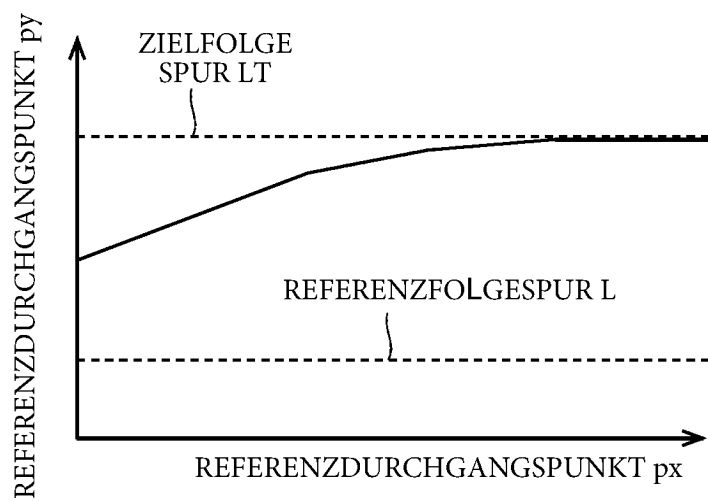 REFERENZDURCHGANGSPUNKT py
ZIELFOLGE
SPUR LT
REFERENZFOLGESPUR L
REFERENZDURCHGANGSPUNKT px